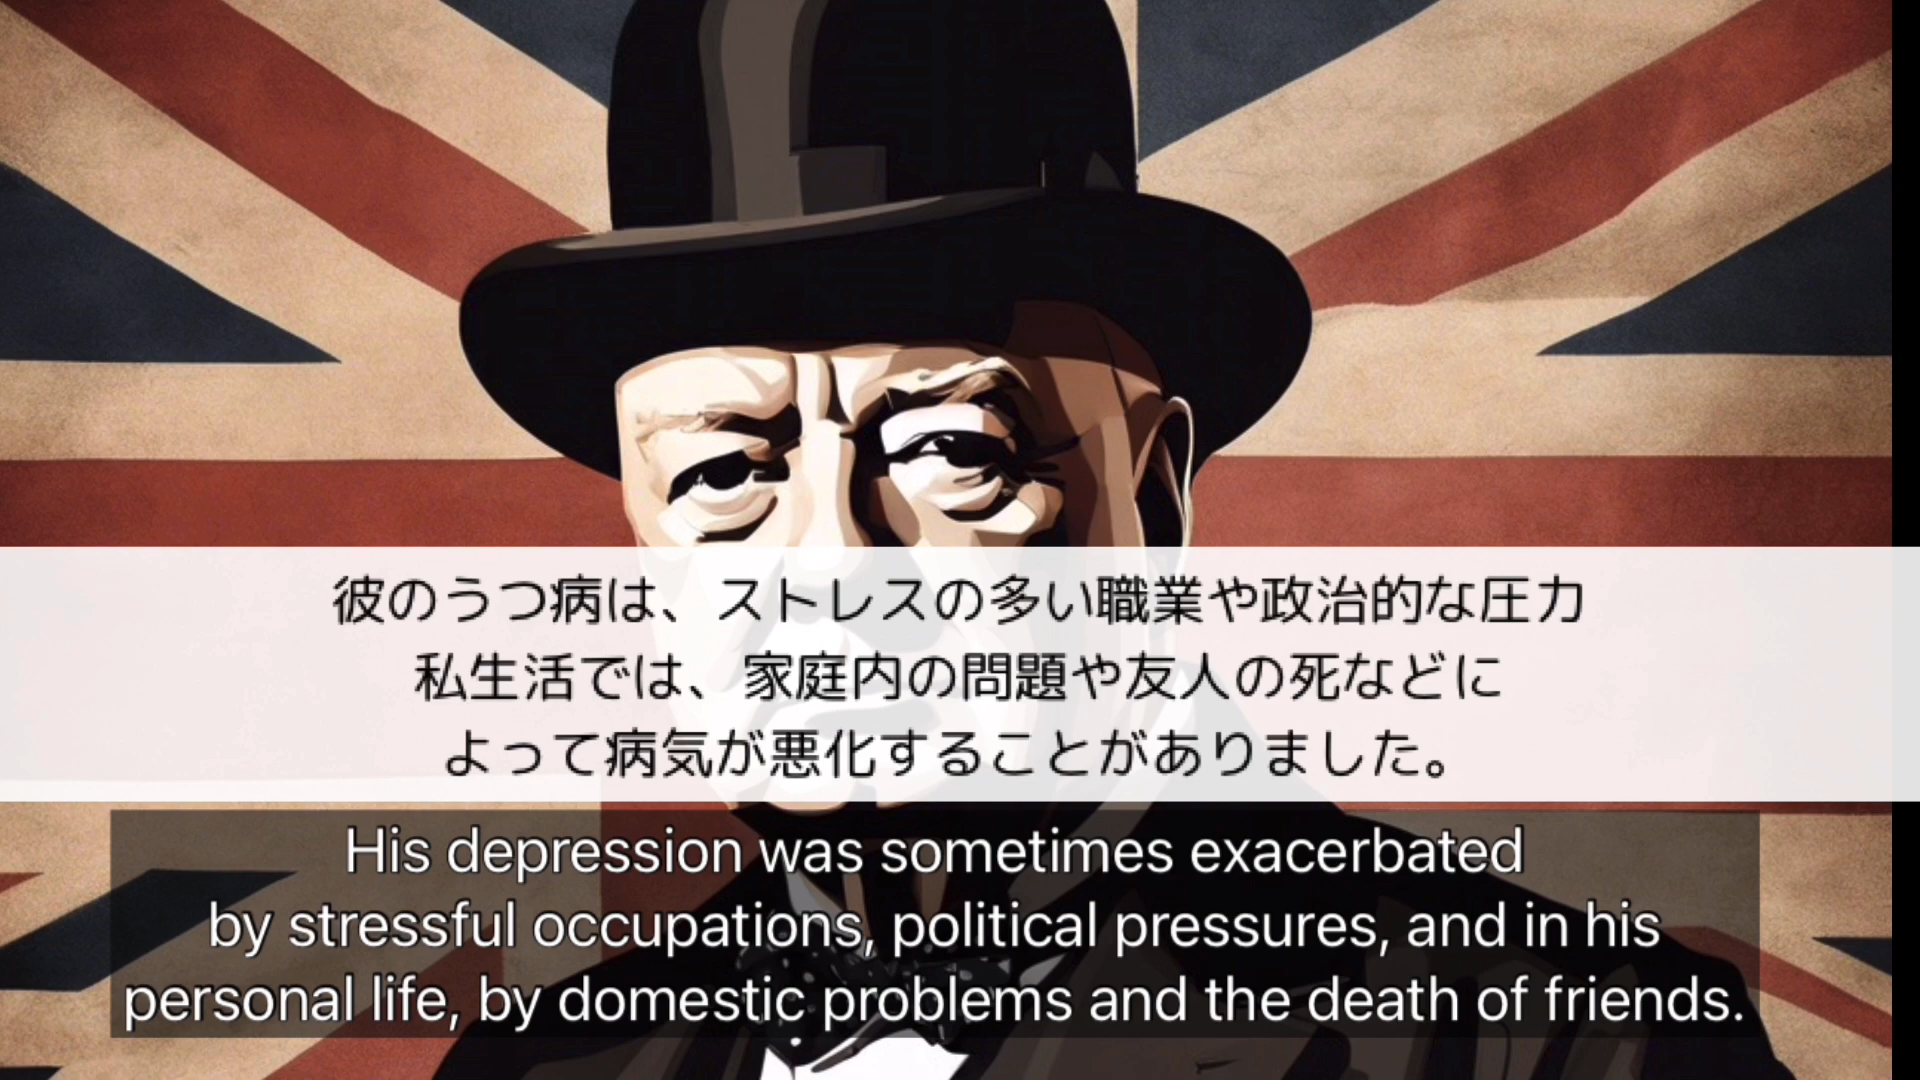 彼のうつ病は、ストレスの多い職業や政治的な圧力
私生活では、家庭内の問題や友人の死などに
よって病気が悪化することがありました。
His depression was sometimes exacerbated
by stressful occupations, political pressures, and in his
personal life, by domestic problems and the death of friends.